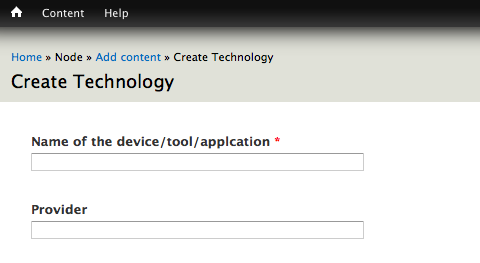 Content Help
Home » Node » Add content » Create Technology
Create Technology
Name of the device/tool/applcation *
Provider